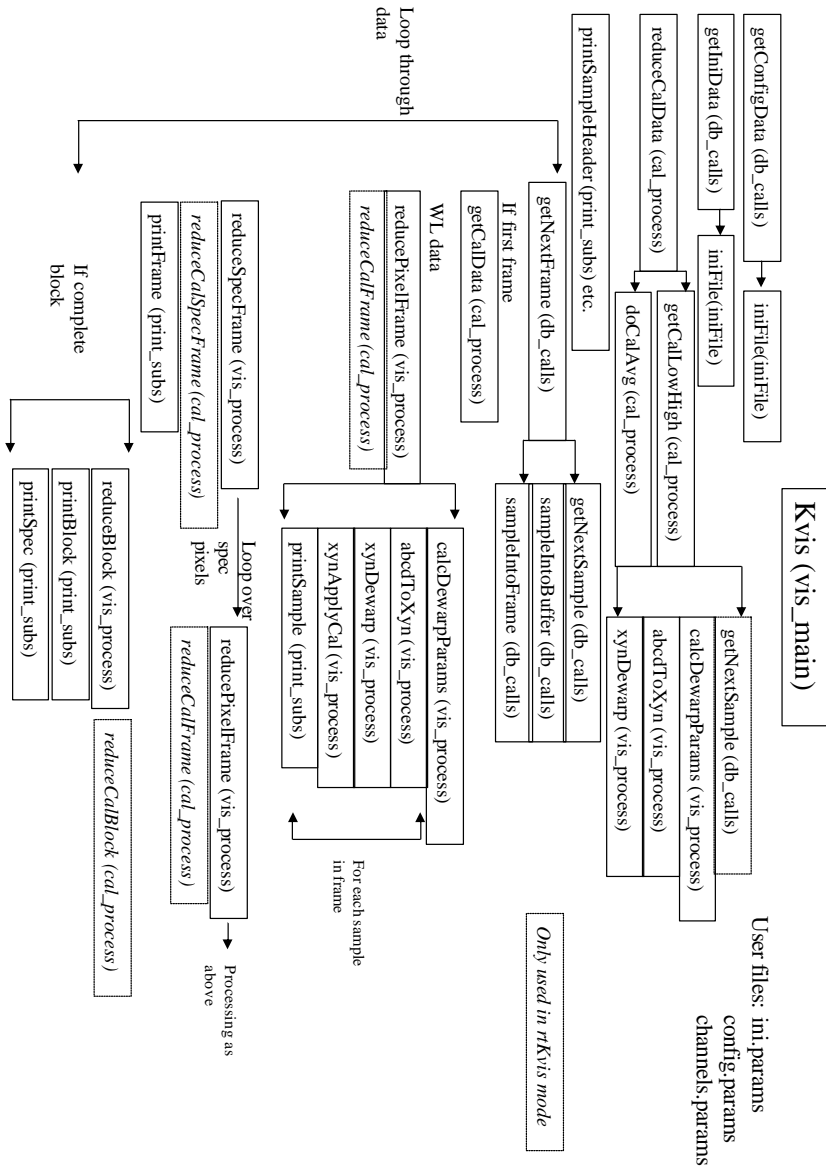 Kvis (vis_main)
User files: ini.params
config.params
channels.params
getConfigData (db_calls)
iniFile(iniFile)
getIniData (db_calls)
iniFile(iniFile)
reduceCalData (cal_process)
getCalLowHigh (cal_process)
doCalAvg (cal_process)
getNextSample (db_calls)
calcDewarpParams (vis_process)
abcdToXyn (vis_process)
xynDewarp (vis_process)
printSampleHeader (print_subs) etc.
Only used in rtKvis mode
Loop through
data
getNextFrame (db_calls)
getNextSample (db_calls)
sampleIntoBuffer (db_calls)
sampleIntoFrame (db_calls)
If first frame
getCalData (cal_process)
WL data
reducePixelFrame (vis_process)
reduceCalFrame (cal_process)
calcDewarpParams (vis_process)
abcdToXyn (vis_process)
xynDewarp (vis_process)
xynApplyCal (vis_process)
printSample (print_subs)
For each sample
in frame
reduceSpecFrame (vis_process)
reduceCalSpecFrame (cal_process)
printFrame (print_subs)
Loop over
spec
pixels
reducePixelFrame (vis_process)
reduceCalFrame (cal_process)
Processing as
above
If complete
block
reduceBlock (vis_process)
printBlock (print_subs)
printSpec (print_subs)
reduceCalBlock (cal_process)